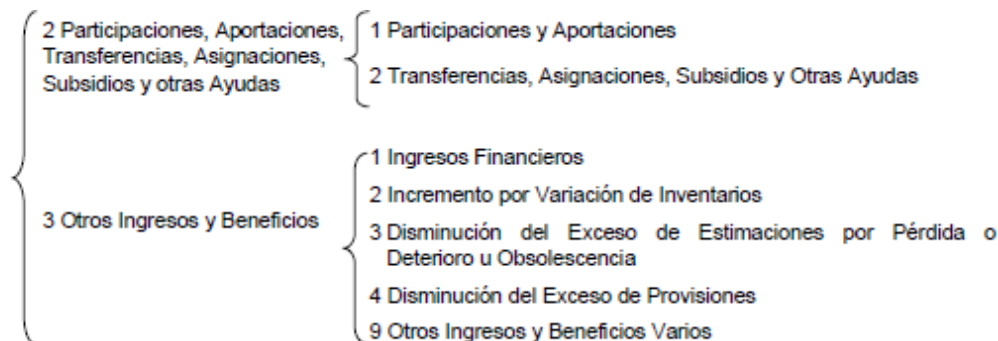 2 Participaciones, Aportaciones,
Transferencias, Asignaciones,
Subsidios y otras Ayudas
1 Participaciones y Aportaciones
2 Transferencias, Asignaciones, Subsidios y Otras Ayudas
3 Otros Ingresos y Beneficios
1 Ingresos Financieros
2 Incremento por Variación de Inventarios
3 Disminución del Exceso de Estimaciones por Pérdida o
Deterioro u Obsolescencia
4 Disminución del Exceso de Provisiones
9 Otros Ingresos y Beneficios Varios